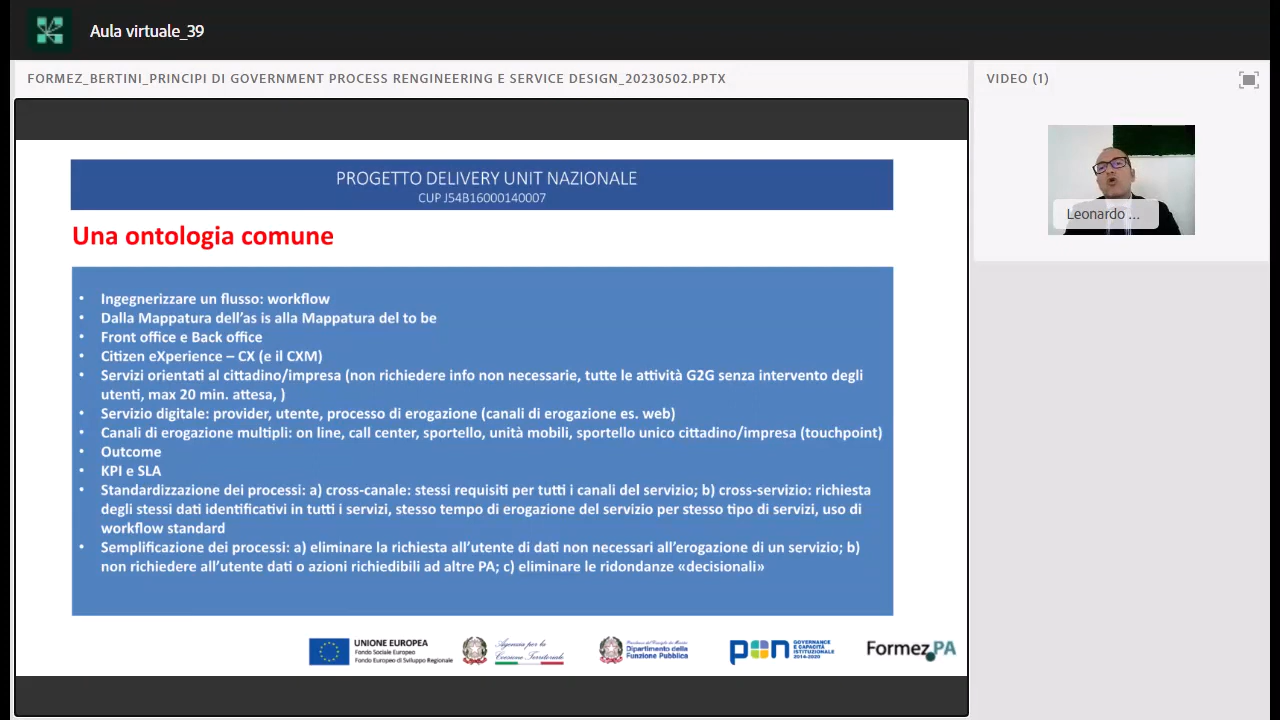 Aula virtuale_39
FORMEZ_BERTINI_PRINCIPI DI GOVERNMENT PROCESS RENGINEERING E SERVICE DESIGN_20230502.PPTX
VIDEO (1)
PROGETTO DELIVERY UNIT NAZIONALE
CUP J54B16000140007
Una ontologia comune
• Ingegnerizzare un flusso: workflow
• Dalla Mappatura dell'as is alla Mappatura del to be
• Front office e Back office
• Citizen eXperience – CX (e il CXM)
• Servizi orientati al cittadino/impresa (non richiedere info non necessarie, tutte le attività G2G senza intervento degli
utenti, max 20 min. attesa, )
• Servizio digitale: provider, utente, processo di erogazione (canali di erogazione es. web)
• Canali di erogazione multipli: on line, call center, sportello, unità mobili, sportello unico cittadino/impresa (touchpoint)
• Outcome
• KPI e SLA
• Standardizzazione dei processi: a) cross-canale: stessi requisiti per tutti i canali del servizio; b) cross-servizio: richiesta
degli stessi dati identificativi in tutti i servizi, stesso tempo di erogazione del servizio per stesso tipo di servizi, uso di
workflow standard
• Semplificazione dei processi: a) eliminare la richiesta all'utente di dati non necessari all'erogazione di un servizio; b)
non richiedere all'utente dati o azioni richiedibili ad altre PA; c) eliminare le ridondanze «decisionali»
Leonardo ...
UNIONE EUROPEA
Fondo Sociale Europeo
Fondo Europeo di Sviluppo Regionale
Agenzia per la
Coesione Territoriale
Presidenza del Consiglio dei Ministri
Dipartimento della
Funzione Pubblica
pon
GOVERNANCE
E CAPACITÀ
ISTITUZIONALE
2014-2020
Formez PA